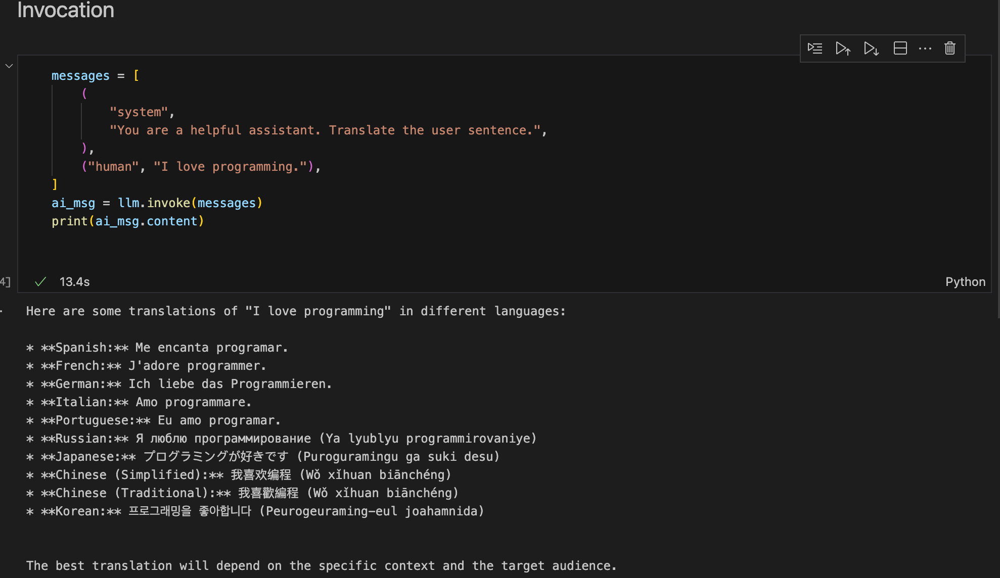 Invocation
messages = [
    (
        "system",
        "You are a helpful assistant. Translate the user sentence.",
    ),
    ("human", "I love programming."),
]
ai_msg = llm.invoke(messages)
print(ai_msg.content)
4]
13.4s
Python
Here are some translations of "I love programming" in different languages:
* **Spanish:** Me encanta programar.
* **French:** J'adore programmer.
* **German:** Ich liebe das Programmieren.
* **Italian:** Amo programmare.
* **Portuguese:** Eu amo programar.
* **Russian:** Я люблю программирование (Ya lyublyu programmirovaniye)
* **Japanese:** プログラミングが好きです (Puroguramingu ga suki desu)
* **Chinese (Simplified):** 我喜欢编程 (Wǒ xǐhuan biānchéng)
* **Chinese (Traditional):** 我喜歡編程 (Wǒ xǐhuan biānchéng)
* **Korean:** 프로그래밍을 좋아합니다 (Peurogeuraming-eul joahamnida)
The best translation will depend on the specific context and the target audience.